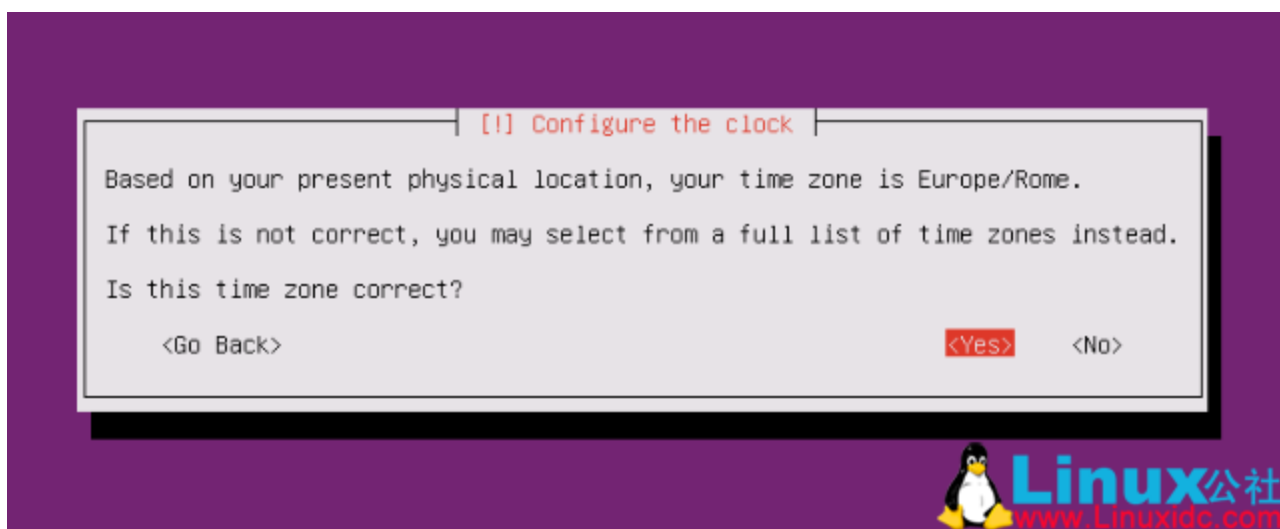 [!] Configure the clock
Based on your present physical location, your time zone is Europe/Rome.
If this is not correct, you may select from a full list of time zones instead.
Is this time zone correct?
<Go Back> <Yes> <No>
Linux公社
www.Linuxidc.com